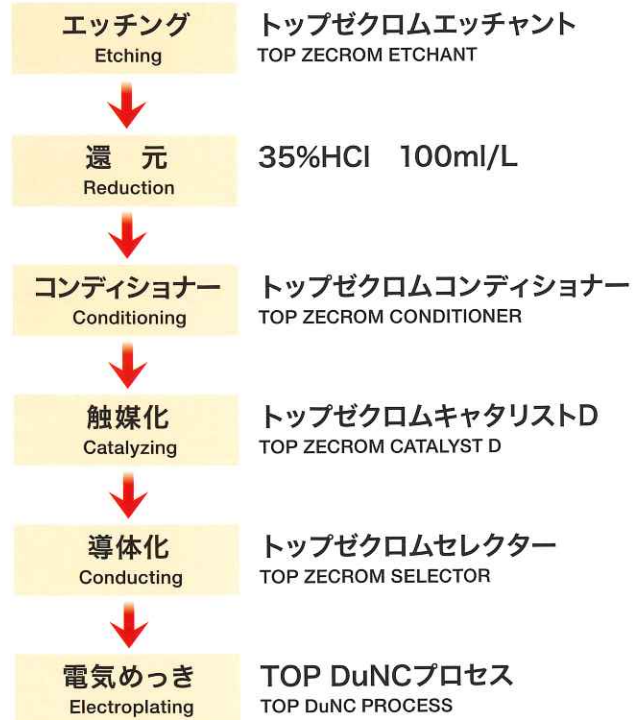 エッチング トップゼクロムエッチャント
Etching TOP ZECROM ETCHANT
還 元 35%HCl 100ml/L
Reduction
コンディショナー トップゼクロムコンディショナー
Conditioning TOP ZECROM CONDITIONER
触媒化 トップゼクロムキャタリストD
Catalyzing TOP ZECROM CATALYST D
導体化 トップゼクロムセレクター
Conducting TOP ZECROM SELECTOR
電気めっき TOP DuNCプロセス
Electroplating TOP DuNC PROCESS